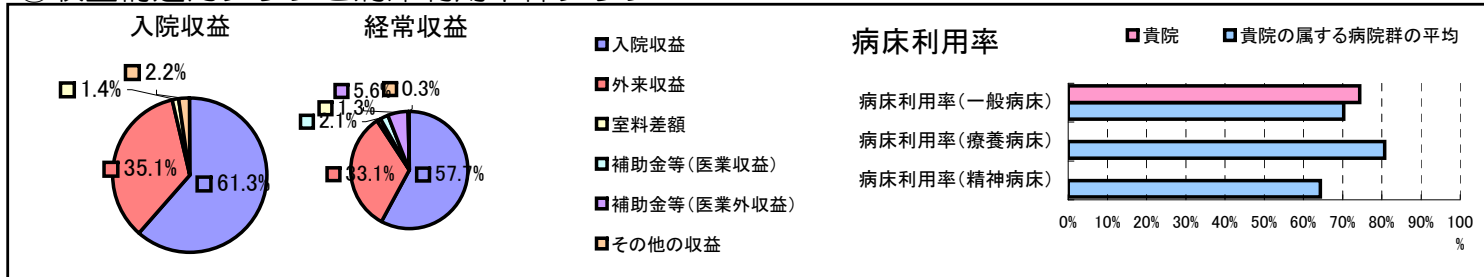 入院収益
2.2%
1.4%
35.1%
61.3%
経常収益
5.6%
0.3%
1.3%
2.1%
33.1%
57.7%
入院収益
外来収益
室料差額
補助金等(医業収益)
補助金等(医業外収益)
その他の収益
病床利用率
貴院
貴院の属する病院群の平均
病床利用率(一般病床)
病床利用率(療養病床)
病床利用率(精神病床)
0% 10% 20% 30% 40% 50% 60% 70% 80% 90% 100
%